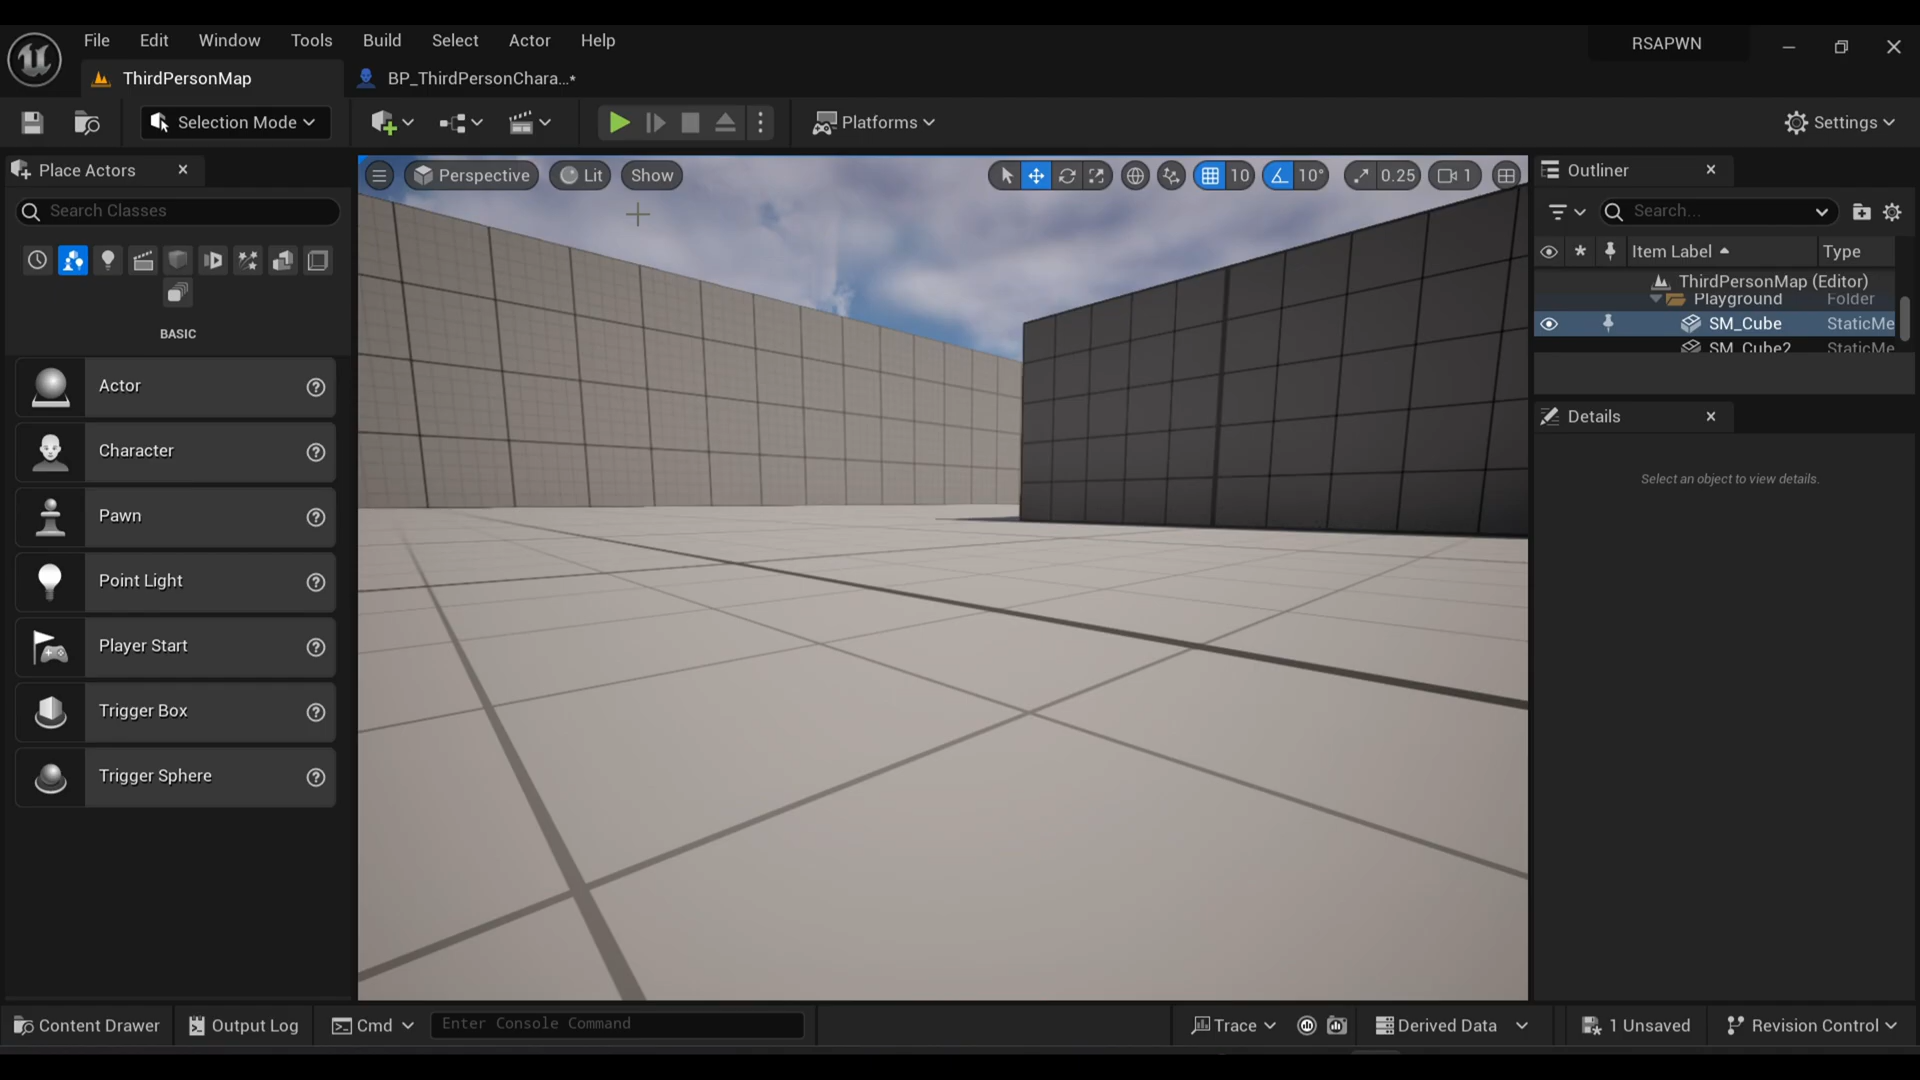 File Edit Window Tools Build Select Actor Help
RSAPWN
ThirdPersonMap
BP_ThirdPersonChara...*
Selection Mode
Platforms
Settings
Place Actors
Search Classes
BASIC
Actor
Character
Pawn
Point Light
Player Start
Trigger Box
Trigger Sphere
Perspective Lit Show
10 10° 0.25 1
Outliner
Search...
Item Label Type
ThirdPersonMap (Editor)
Playground Folder
SM_Cube StaticMe
SM_Cube2 StaticMe
Details
Select an object to view details.
Content Drawer Output Log Cmd Enter Console Command Trace Derived Data 1 Unsaved Revision Control